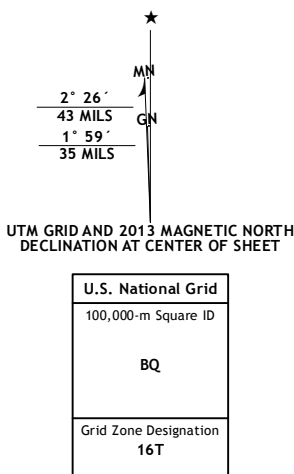 MN
2° 26´
43 MILS
GN
1° 59´
35 MILS
UTM GRID AND 2013 MAGNETIC NORTH
DECLINATION AT CENTER OF SHEET
U.S. National Grid
100,000-m Square ID
BQ
Grid Zone Designation
16T